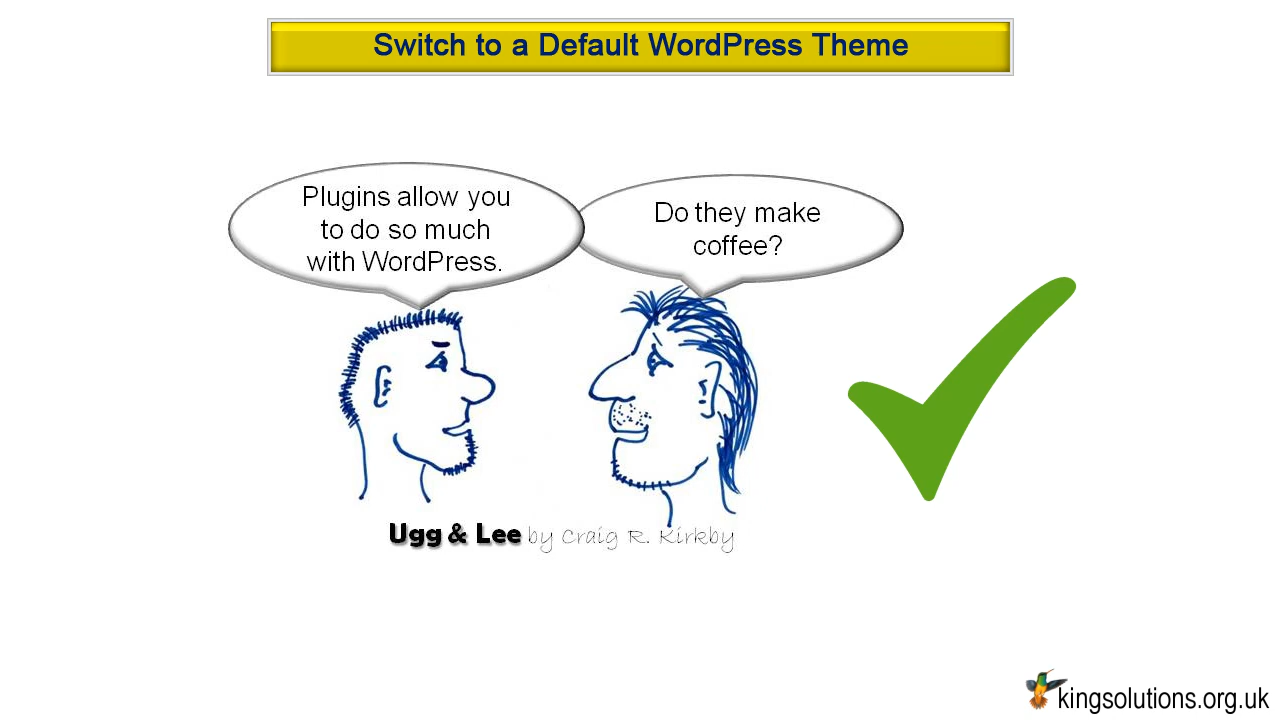 Switch to a Default WordPress Theme
Plugins allow you
to do so much
with WordPress.
Do they make
coffee?
Ugg & Lee by Craig R. Kirkby
kingsolutions.org.uk